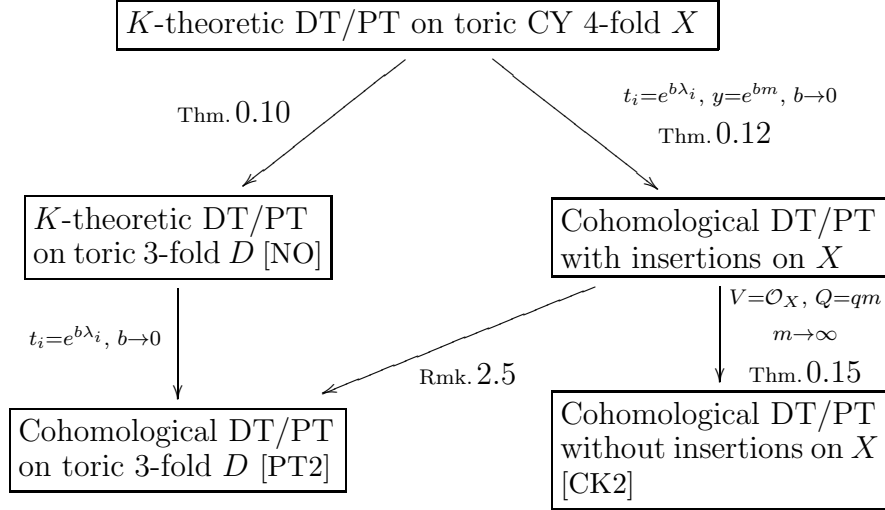 K-theoretic DT/PT on toric CY 4-fold X
Thm. 0.10
t_i=e^{bλ_i}, y=e^{bm}, b→0
Thm. 0.12
K-theoretic DT/PT
on toric 3-fold D [NO]
Cohomological DT/PT
with insertions on X
t_i=e^{bλ_i}, b→0
V=𝒪_X, Q=qm
m→∞
Thm. 0.15
Rmk. 2.5
Cohomological DT/PT
on toric 3-fold D [PT2]
Cohomological DT/PT
without insertions on X
[CK2]